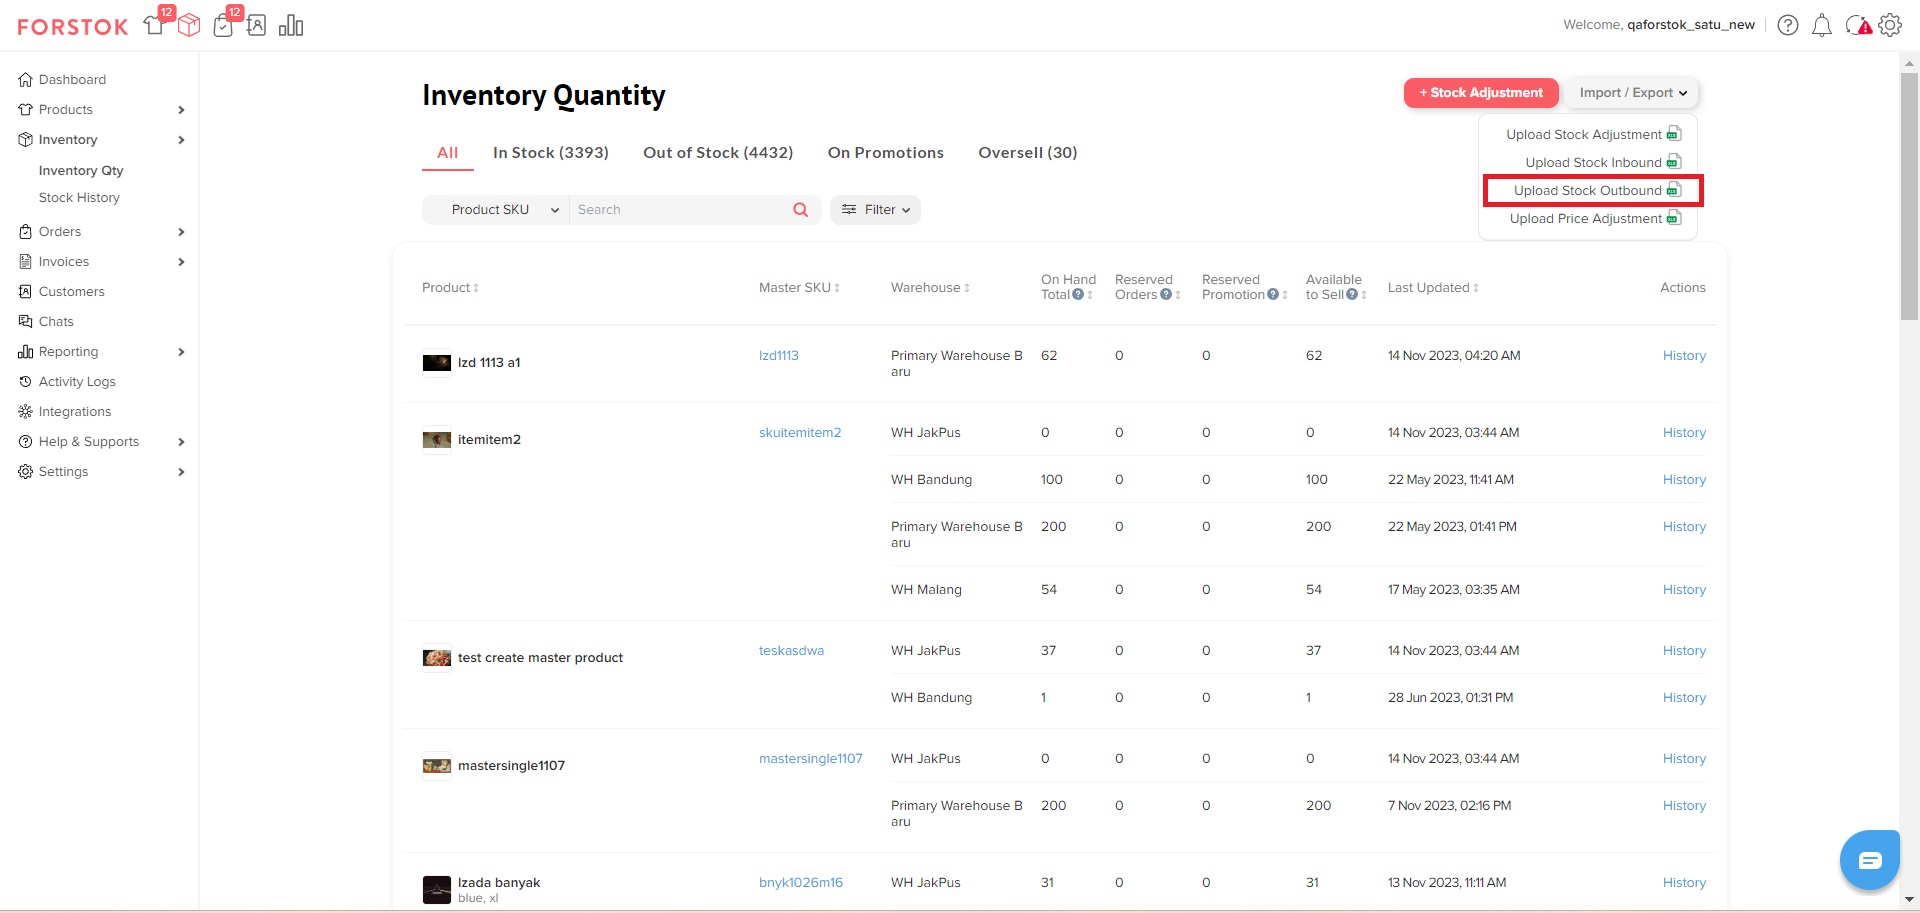 FORSTOK
12
12
Welcome, qaforstok_satu_new
Dashboard
Products
Inventory
Inventory Qty
Stock History
Orders
Invoices
Customers
Chats
Reporting
Activity Logs
Integrations
Help & Supports
Settings
Inventory Quantity
+ Stock Adjustment
Import / Export
Upload Stock Adjustment
Upload Stock Inbound
Upload Stock Outbound
Upload Price Adjustment
All
In Stock (3393)
Out of Stock (4432)
On Promotions
Oversell (30)
Product SKU
Search
Filter
Product
Master SKU
Warehouse
On Hand
Total
Reserved
Orders
Reserved
Promotion
Available
to Sell
Last Updated
Actions
lzd 1113 a1
lzd1113
Primary Warehouse B
aru
62
0
0
62
14 Nov 2023, 04:20 AM
History
itemitem2
skuitemitem2
WH JakPus
0
0
0
0
14 Nov 2023, 03:44 AM
History
WH Bandung
100
0
0
100
22 May 2023, 11:41 AM
History
Primary Warehouse B
aru
200
0
0
200
22 May 2023, 01:41 PM
History
WH Malang
54
0
0
54
17 May 2023, 03:35 AM
History
test create master product
teskasdwa
WH JakPus
37
0
0
37
14 Nov 2023, 03:44 AM
History
WH Bandung
1
0
0
1
28 Jun 2023, 01:31 PM
History
mastersingle1107
mastersingle1107
WH JakPus
0
0
0
0
14 Nov 2023, 03:44 AM
History
Primary Warehouse B
aru
200
0
0
200
7 Nov 2023, 02:16 PM
History
lzada banyak
blue, xl
bnyk1026m16
WH JakPus
31
0
0
31
13 Nov 2023, 11:11 AM
History